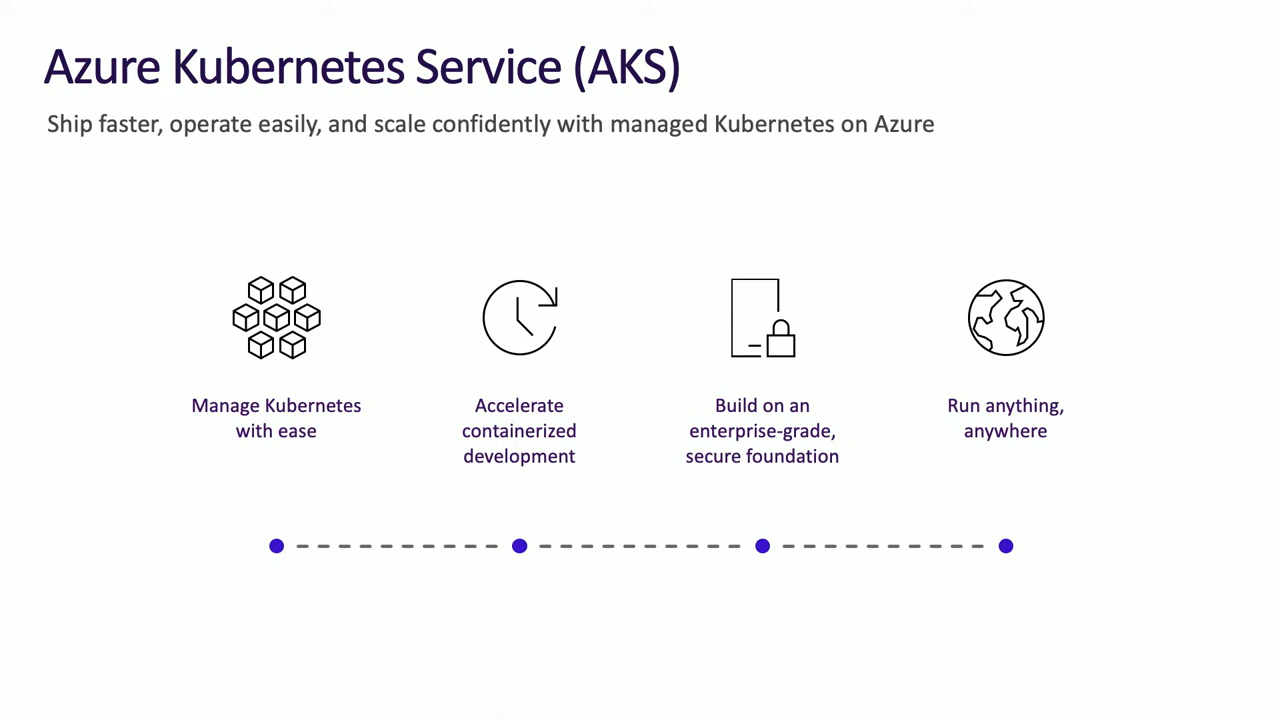 Azure Kubernetes Service (AKS)
Ship faster, operate easily, and scale confidently with managed Kubernetes on Azure
Manage Kubernetes
with ease
Accelerate
containerized
development
Build on an
enterprise-grade,
secure foundation
Run anything,
anywhere